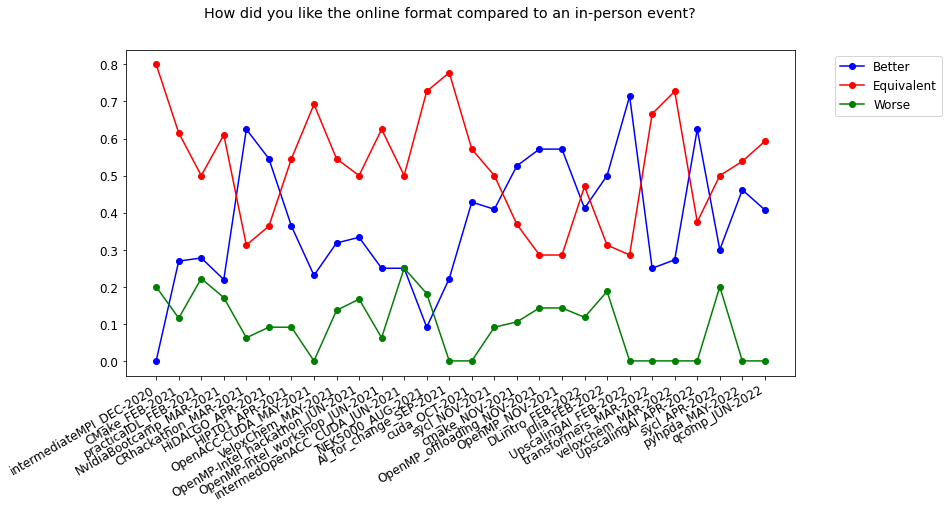 How did you like the online format compared to an in-person event?
0.8
0.7
0.6
0.5
0.4
0.3
0.2
0.1
0.0
Better
Equivalent
Worse
intermediateMPI_DEC-2020
CMake_FEB-2021
practicalDL_FEB-2021
NvidiaBootcamp_MAR-2021
CRhackathon_MAR-2021
HiDALGO_APR-2021
HIPT01_APR-2021
OpenACC-CUDA_MAY-2021
VeloxChem_MAY-2021
OpenMP-Intel_hackathon_JUN-2021
OpenMP-Intel_workshop_JUN-2021
intermedOpenACC_CUDA_JUN-2021
NEK5000_AUG-2021
AI_for_change_SEP-2021
cuda_OCT-2021
sycl_NOV-2021
cmake_NOV-2021
OpenMP_offloading_NOV-2021
OpenMP_NOV-2021
DLintro_FEB-2022
julia_FEB-2022
UpscalingAI_FEB-2022
transformers_MAR-2022
veloxchem_MAR-2022
UpscalingAI_APR-2022
sycl_APR-2022
pyhpda_MAY-2022
qcomp_JUN-2022